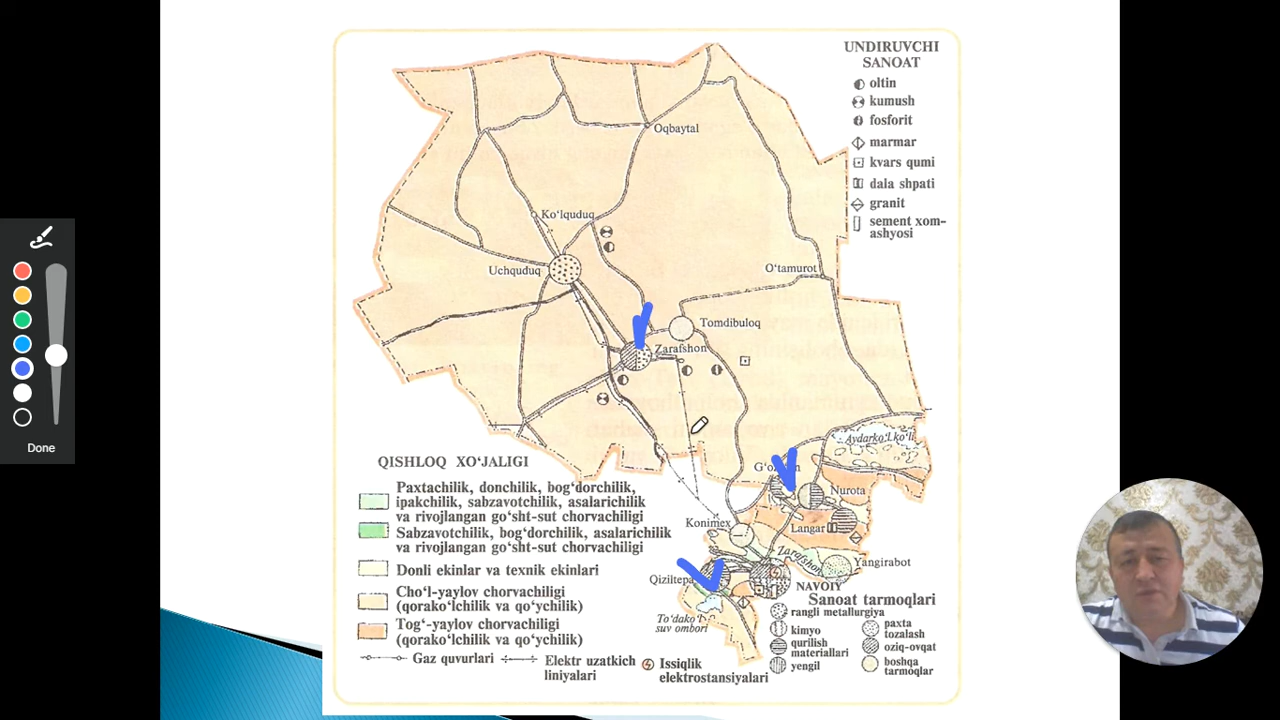 UNDIRUVCHI
SANOAT
oltin
kumush
fosforit
marmar
kvars qumi
dala shpati
granit
sement xom-
ashyosi
Oqbaytal
Ko‘lquduq
Uchquduq
O‘tamurot
Tomdibuloq
Zarafshon
Aydarko‘l ko‘li
Nurota
Konimex
Langar
Zarafshon
Yangirabot
Qiziltepa
NAVOIY
To‘dako‘l
suv ombori
QISHLOQ XO‘JALIGI
Paxtachilik, donchilik, bog‘dorchilik,
ipakchilik, sabzavotchilik, asalarichilik
va rivojlangan go‘sht-sut chorvachiligi
Sabzavotchilik, bog‘dorchilik, asalarichilik
va rivojlangan go‘sht-sut chorvachiligi
Donli ekinlar va texnik ekinlari
Cho‘l-yaylov chorvachiligi
(qorako‘lchilik va qo‘ychilik)
Tog‘-yaylov chorvachiligi
(qorako‘lchilik va qo‘ychilik)
Gaz quvurlari
Elektr uzatkich
liniyalari
Issiqlik
elektrostansiyalari
Sanoat tarmoqlari
rangli metallurgiya
kimyo
qurilish
materiallari
yengil
paxta
tozalash
oziq-ovqat
boshqa
tarmoqlar
Done